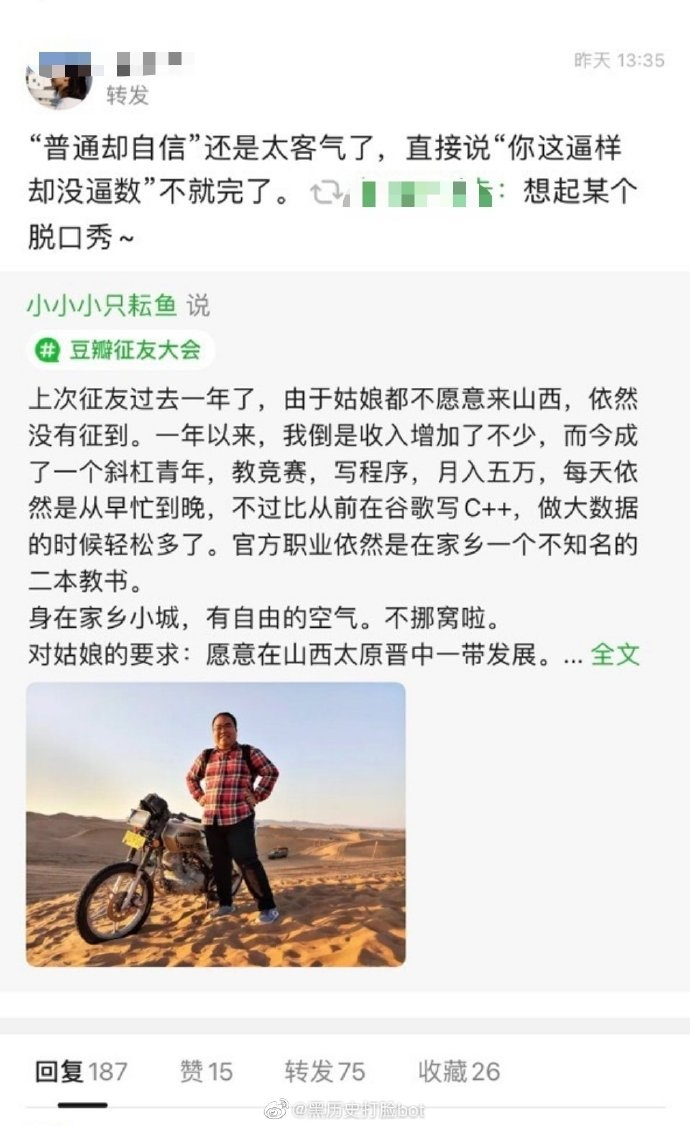 昨天 13:35
转发
“普通却自信”还是太客气了，直接说“你这逼样
却没逼数”不就完了。 ：想起某个
脱口秀~
小小小只耘鱼 说
# 豆瓣征友大会
上次征友过去一年了，由于姑娘都不愿意来山西，依然
没有征到。一年以来，我倒是收入增加了不少，而今成
了一个斜杠青年，教竞赛，写程序，月入五万，每天依
然是从早忙到晚，不过比从前在谷歌写C++，做大数据
的时候轻松多了。官方职业依然是在家乡一个不知名的
二本教书。
身在家乡小城，有自由的空气。不挪窝啦。
对姑娘的要求：愿意在山西太原晋中一带发展。... 全文
回复 187 赞 15 转发 75 收藏 26
@黑历史打脸bot